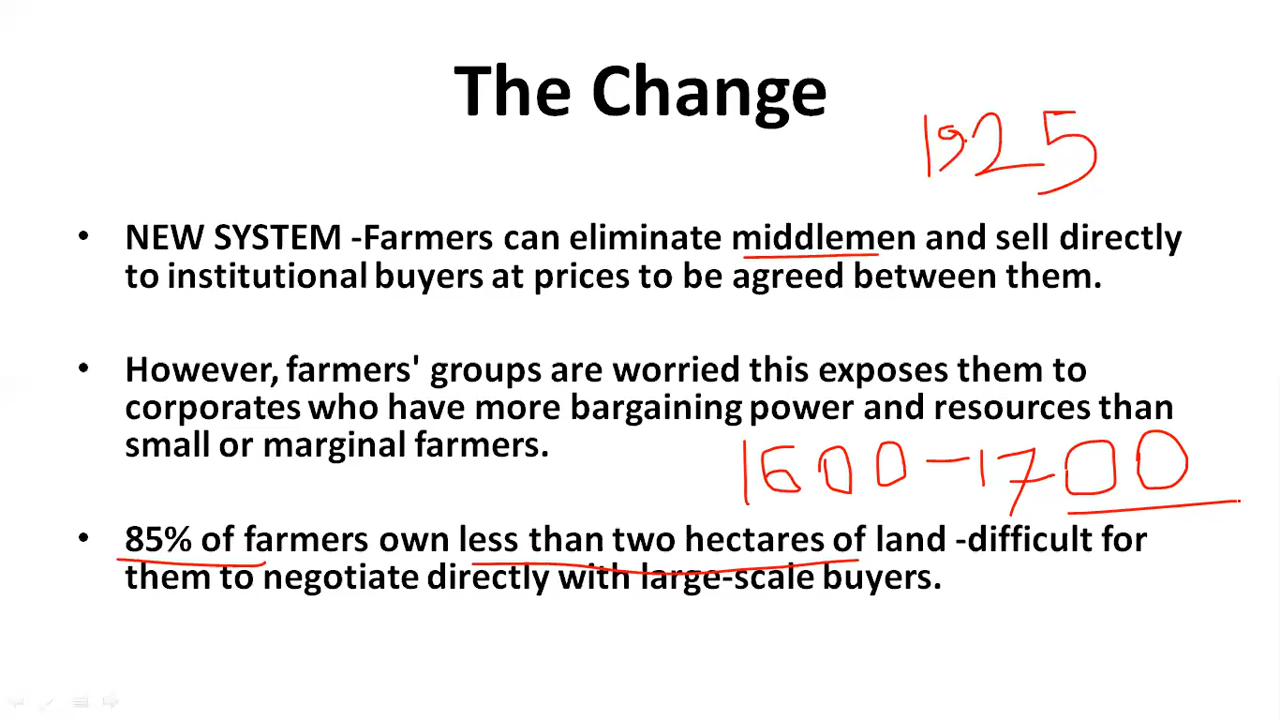 The Change
1925
• NEW SYSTEM -Farmers can eliminate middlemen and sell directly
to institutional buyers at prices to be agreed between them.
• However, farmers' groups are worried this exposes them to
corporates who have more bargaining power and resources than
small or marginal farmers.
1600-1700
• 85% of farmers own less than two hectares of land -difficult for
them to negotiate directly with large-scale buyers.